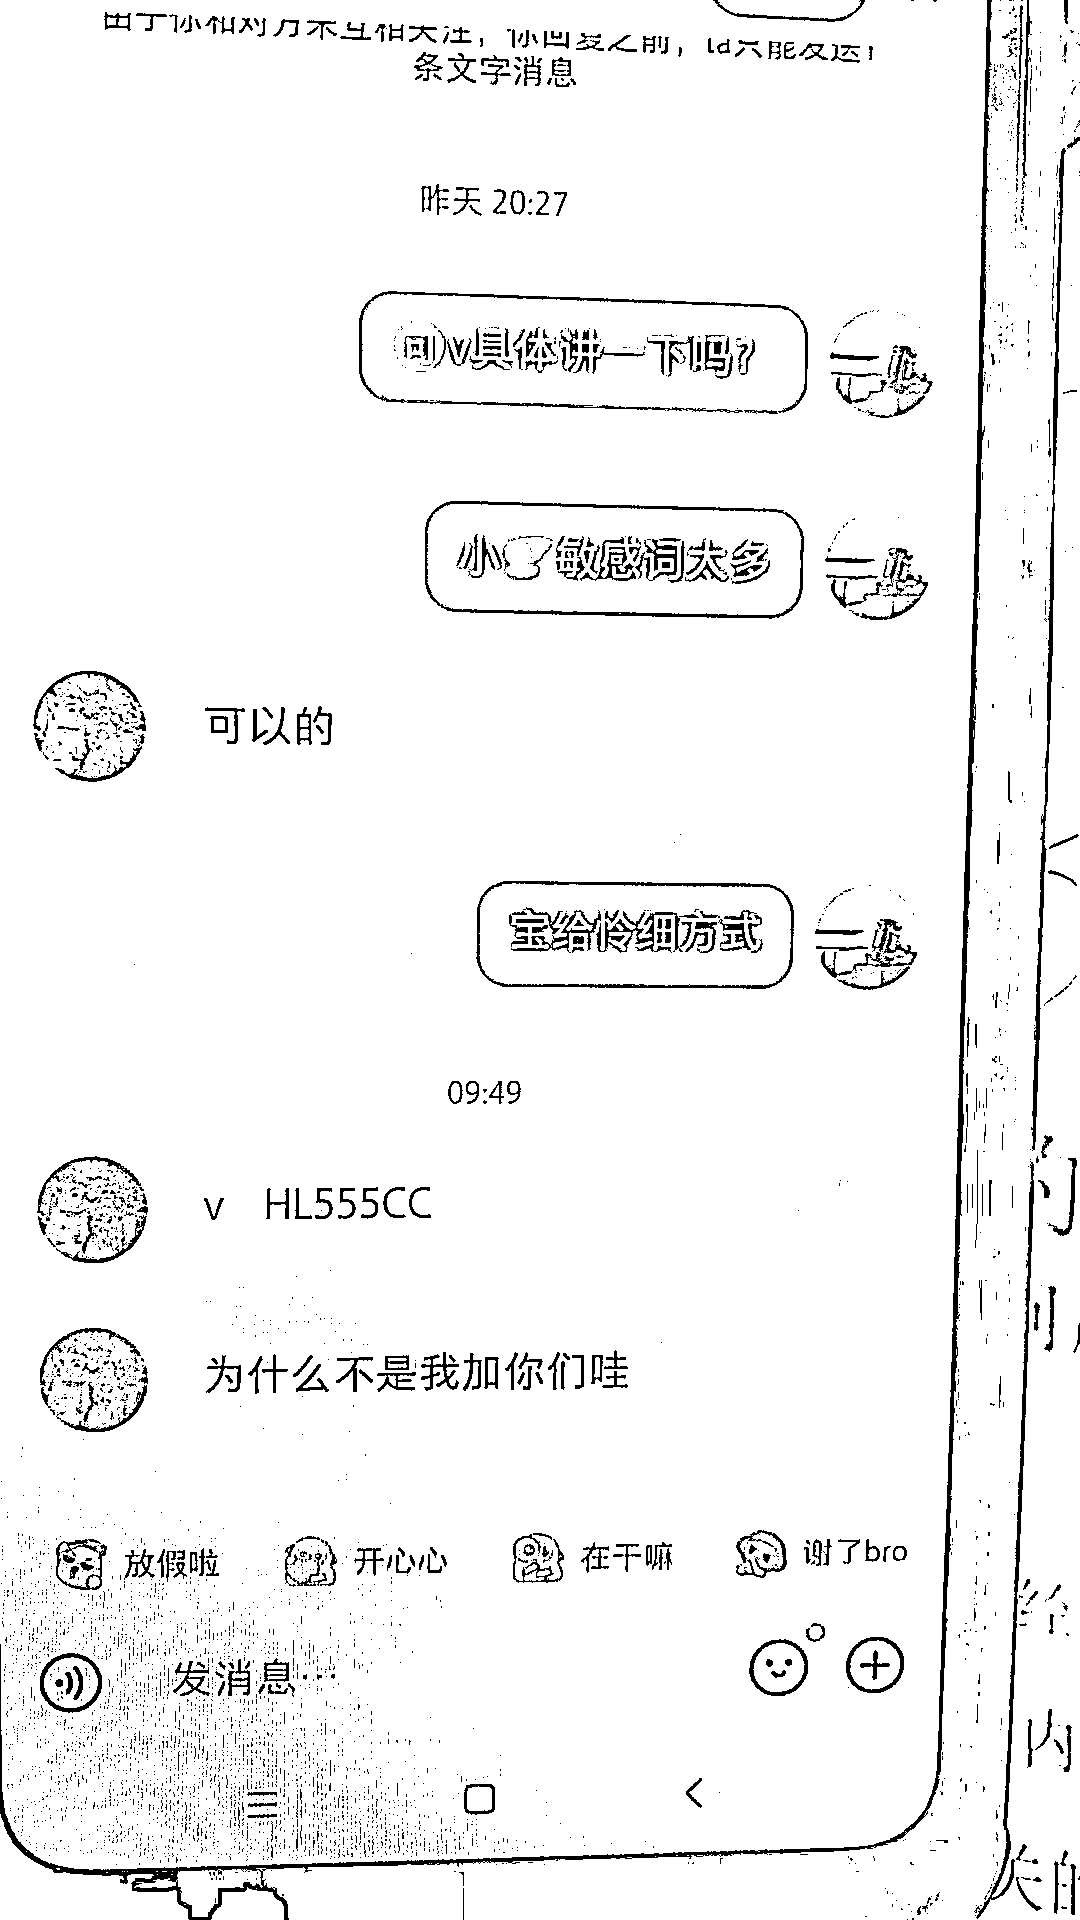 由于你和对方未互相关注，你回复之前，ta只能发送1
条文字消息
昨天 20:27
可v具体讲一下吗?
小敏感词太多
可以的
宝给怜细方式
09:49
v HL555CC
为什么不是我加你们哇
放假啦 开心心 在干嘛 谢了bro
发消息…
内